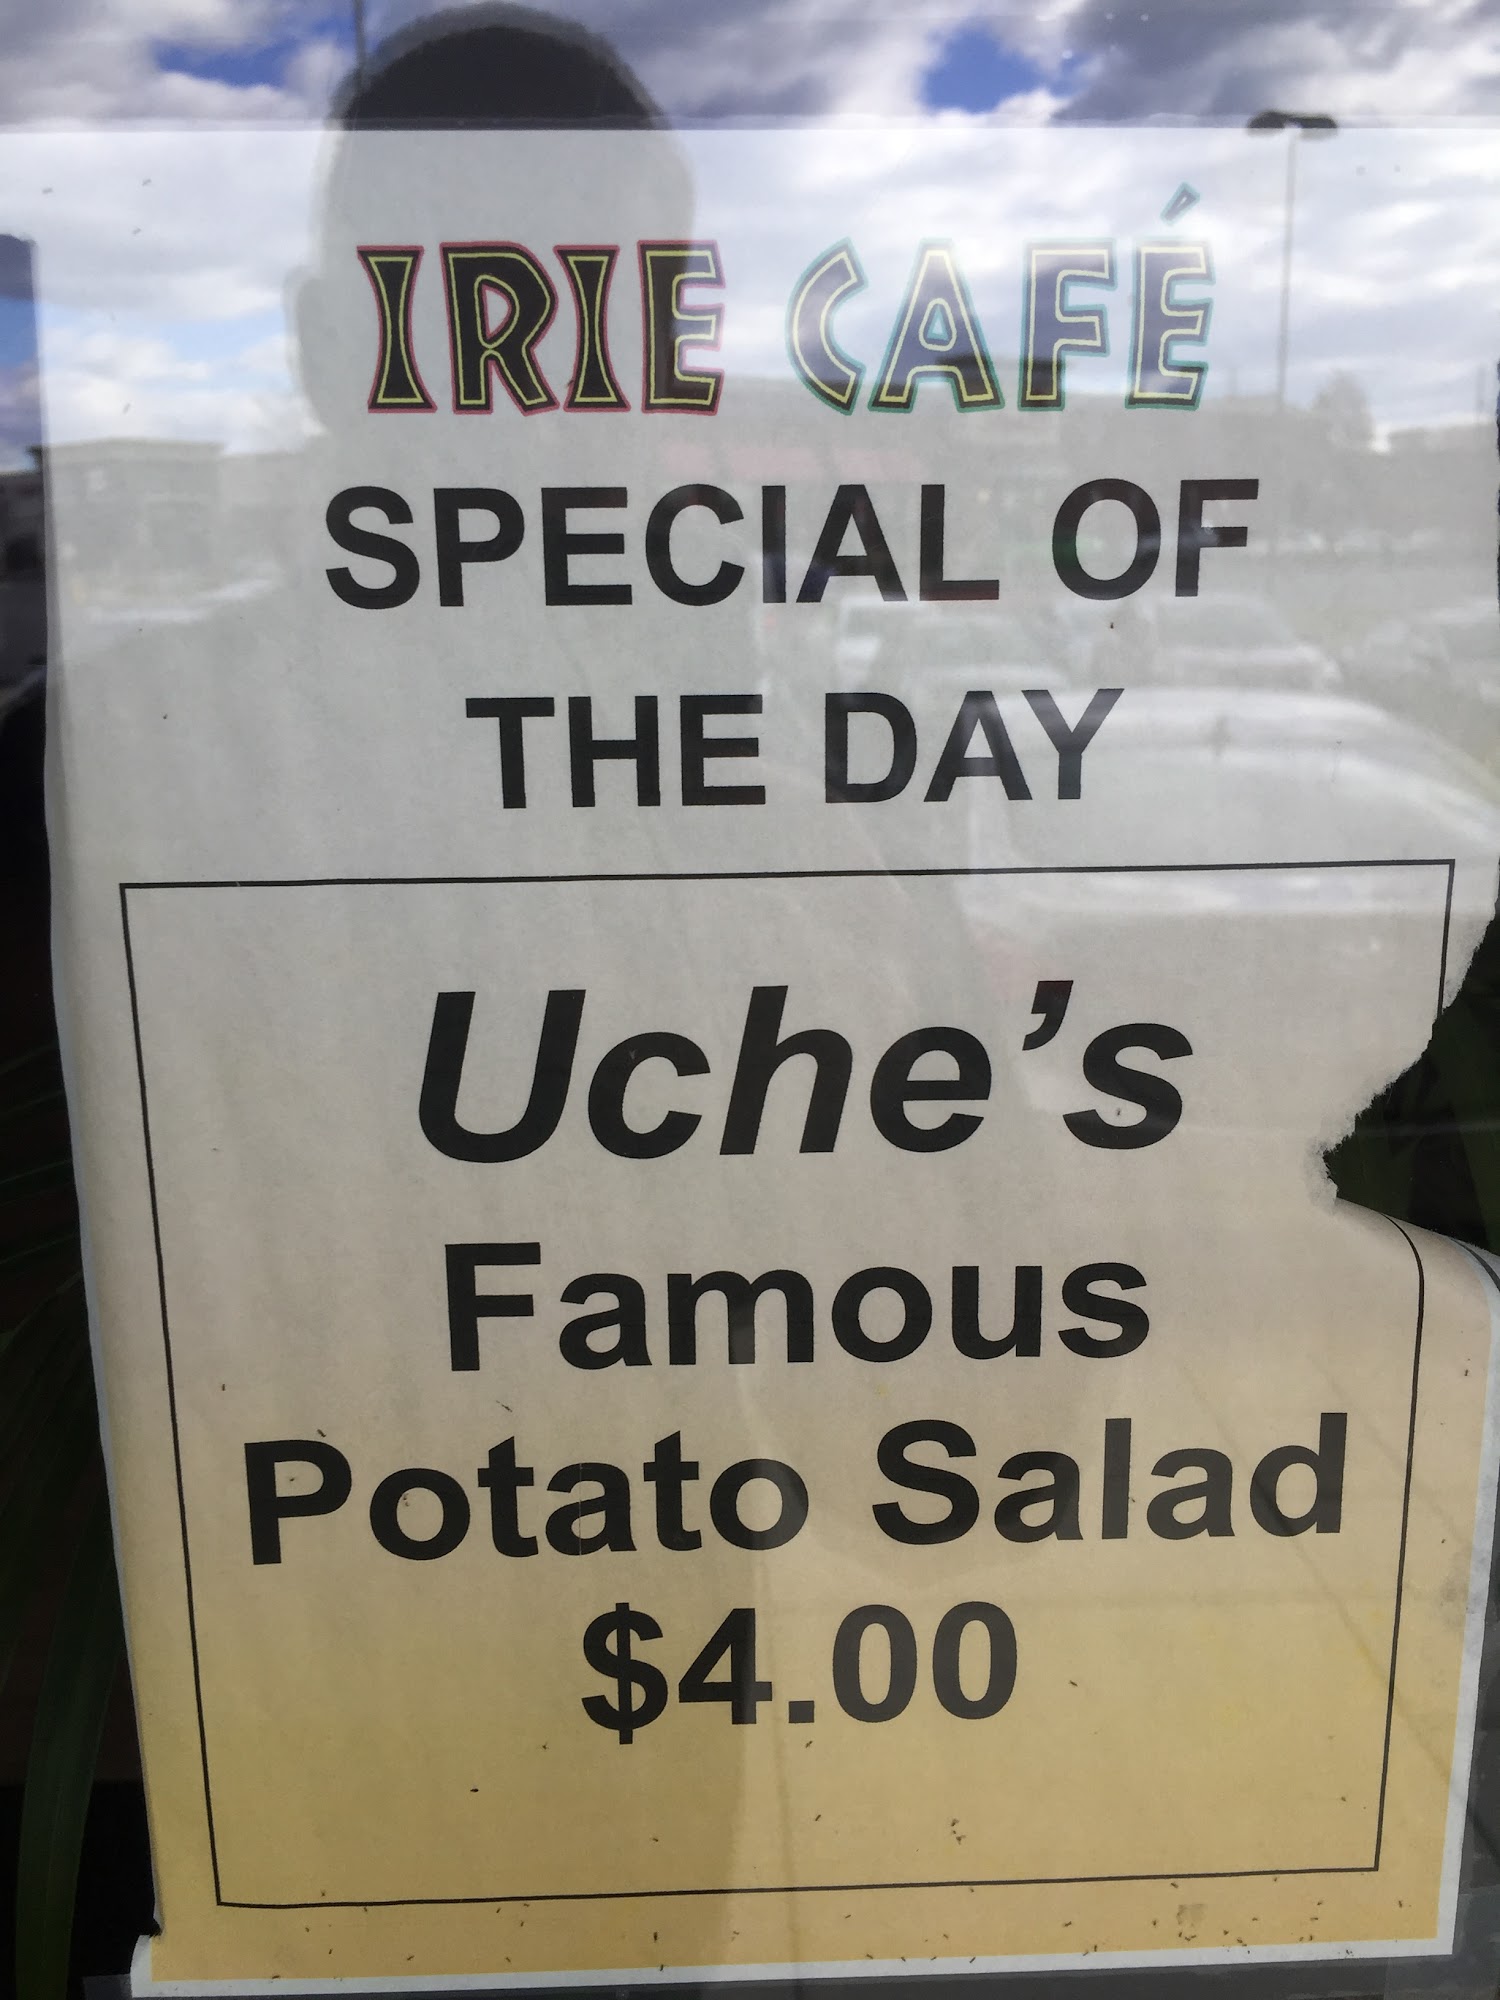 IRIE CAFÉ
SPECIAL OF
THE DAY
Uche's
Famous
Potato Salad
$4.00